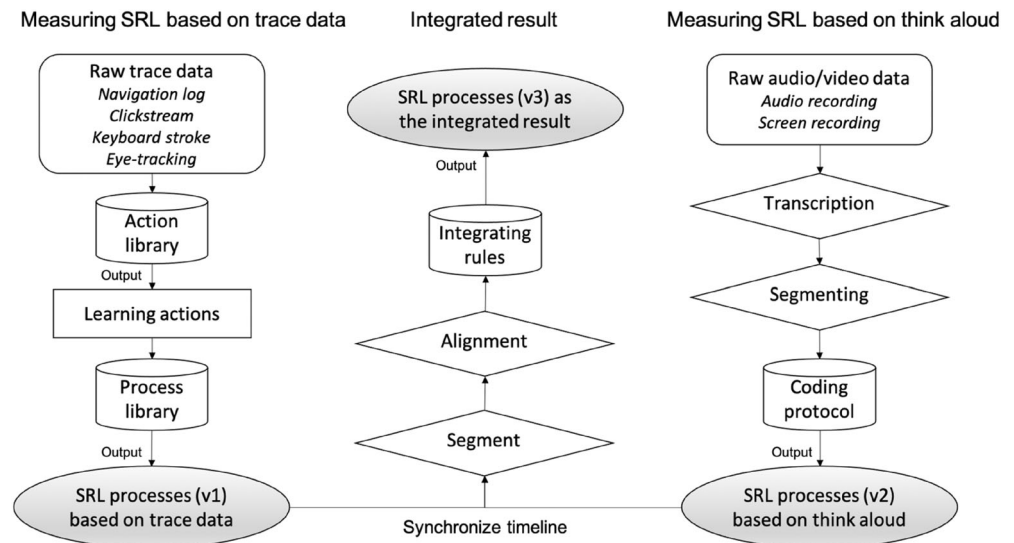 Measuring SRL based on trace data
Raw trace data
Navigation log
Clickstream
Keyboard stroke
Eye-tracking
Action
library
Output
Learning actions
Process
library
Output
SRL processes (v1)
based on trace data
Integrated result
SRL processes (v3) as
the integrated result
Output
Integrating
rules
Alignment
Segment
Synchronize timeline
Measuring SRL based on think aloud
Raw audio/video data
Audio recording
Screen recording
Transcription
Segmenting
Coding
protocol
Output
SRL processes (v2)
based on think aloud